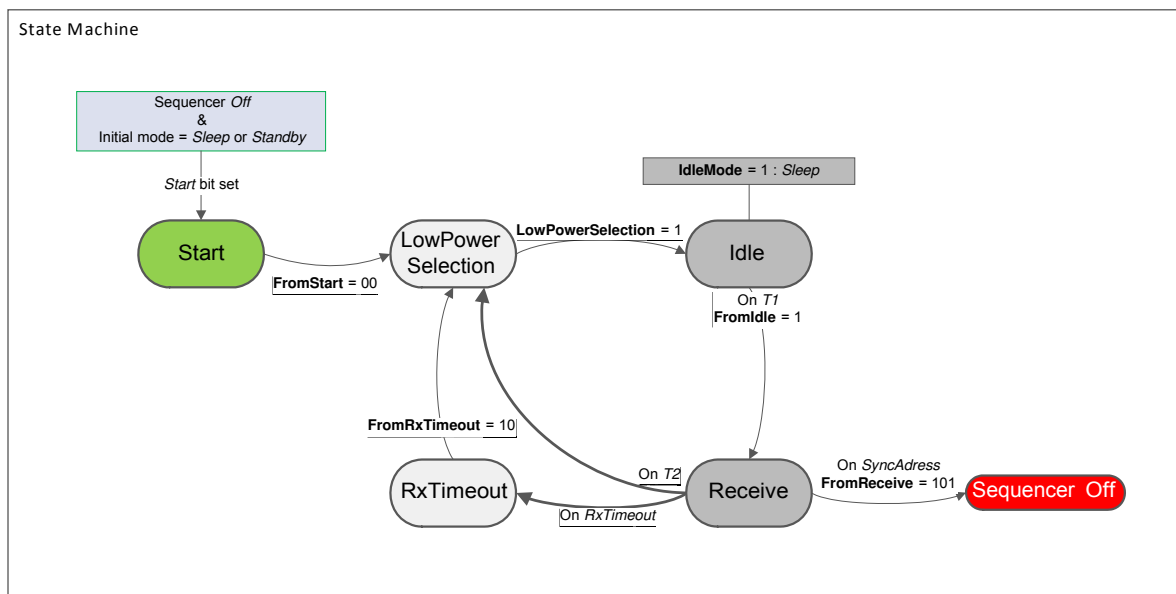 State Machine
Sequencer Off
&
Initial mode = Sleep or Standby
Start bit set
IdleMode = 1 : Sleep
Start
FromStart = 00
LowPower
Selection
LowPowerSelection = 1
Idle
On T1
FromIdle = 1
FromRxTimeout = 10
RxTimeout
On T2
On RxTimeout
Receive
On SyncAdress
FromReceive = 101
Sequencer Off